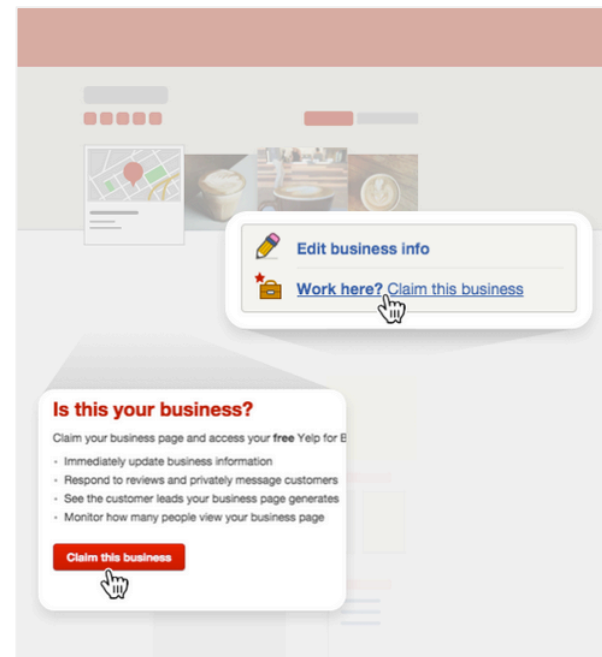 Edit business info
Work here? Claim this business
Is this your business?
Claim your business page and access your free Yelp for B
· Immediately update business information
· Respond to reviews and privately message customers
· See the customer leads your business page generates
· Monitor how many people view your business page
Claim this business